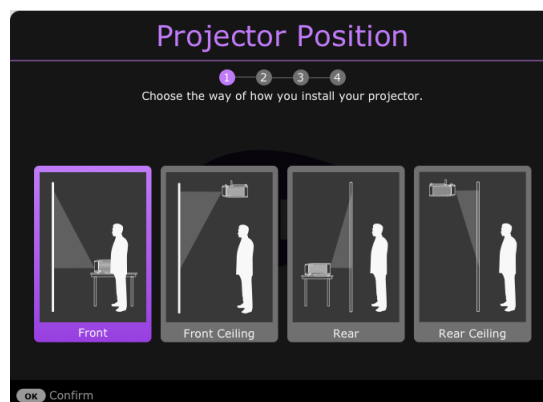 Projector Position
1 2 3 4
Choose the way of how you install your projector.
Front
Front Ceiling
Rear
Rear Ceiling
OK Confirm